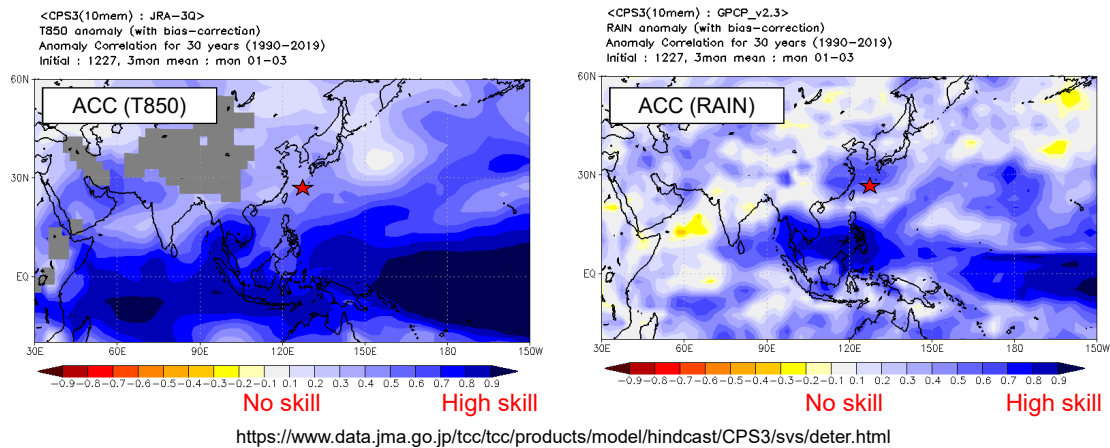 <CPS3(10mem) : JRA-3Q>
T850 anomaly (with bias-correction)
Anomaly Correlation for 30 years (1990-2019)
Initial : 1227, 3mon mean : mon 01-03
60N
ACC (T850)
30N
EQ
30E 60E 90E 120E 150E 180 150W
-0.9 -0.8 -0.7 -0.6 -0.5 -0.4 -0.3 -0.2 -0.1 0.1 0.2 0.3 0.4 0.5 0.6 0.7 0.8 0.9
No skill High skill
<CPS3(10mem) : GPCP_v2.3>
RAIN anomaly (with bias-correction)
Anomaly Correlation for 30 years (1990-2019)
Initial : 1227, 3mon mean : mon 01-03
60N
ACC (RAIN)
30N
EQ
30E 60E 90E 120E 150E 180 150W
-0.9 -0.8 -0.7 -0.6 -0.5 -0.4 -0.3 -0.2 -0.1 0.1 0.2 0.3 0.4 0.5 0.6 0.7 0.8 0.9
No skill High skill
https://www.data.jma.go.jp/tcc/tcc/products/model/hindcast/CPS3/svs/deter.html